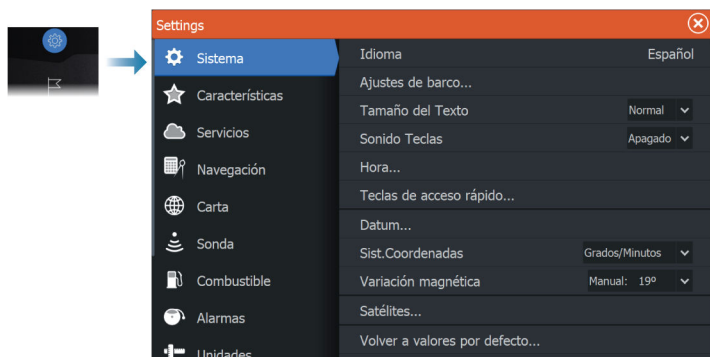 Settings
Sistema
Características
Servicios
Navegación
Carta
Sonda
Combustible
Alarmas
Unidades
Idioma Español
Ajustes de barco...
Tamaño del Texto Normal
Sonido Teclas Apagado
Hora...
Teclas de acceso rápido...
Datum...
Sist.Coordenadas Grados/Minutos
Variación magnética Manual: 19º
Satélites...
Volver a valores por defecto...